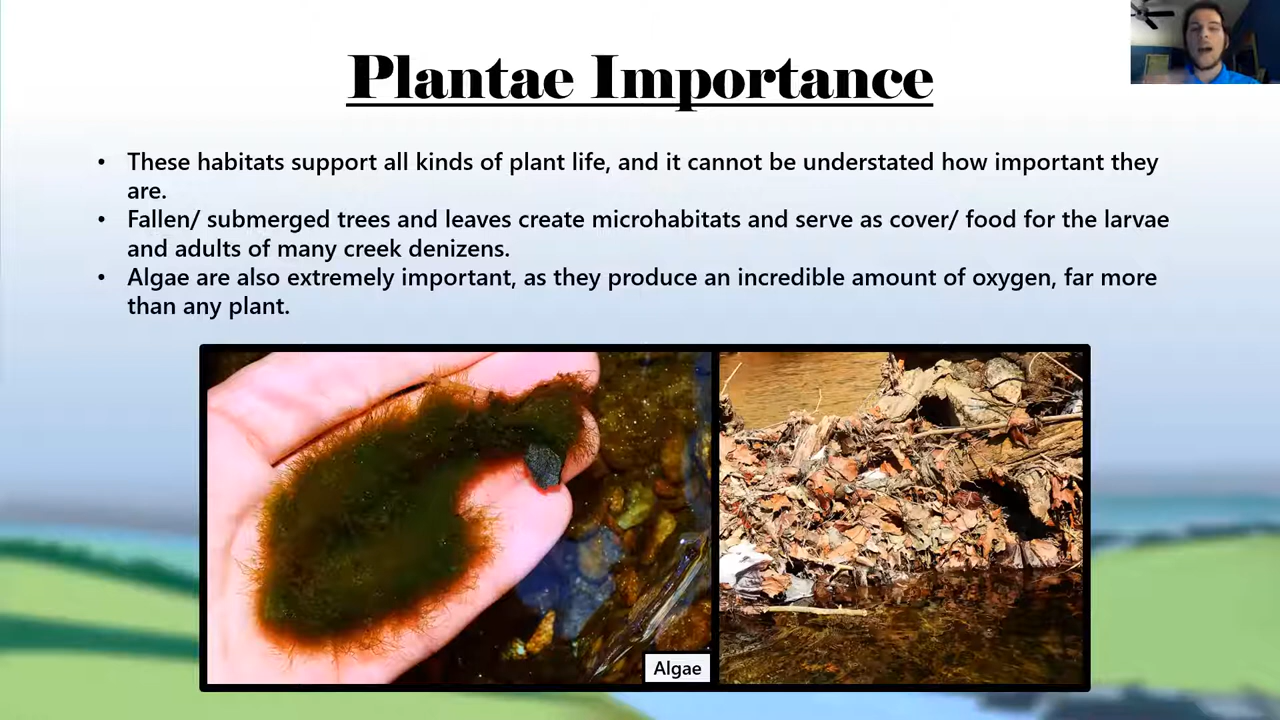 Plantae Importance
• These habitats support all kinds of plant life, and it cannot be understated how important they
are.
• Fallen/ submerged trees and leaves create microhabitats and serve as cover/ food for the larvae
and adults of many creek denizens.
• Algae are also extremely important, as they produce an incredible amount of oxygen, far more
than any plant.
Algae